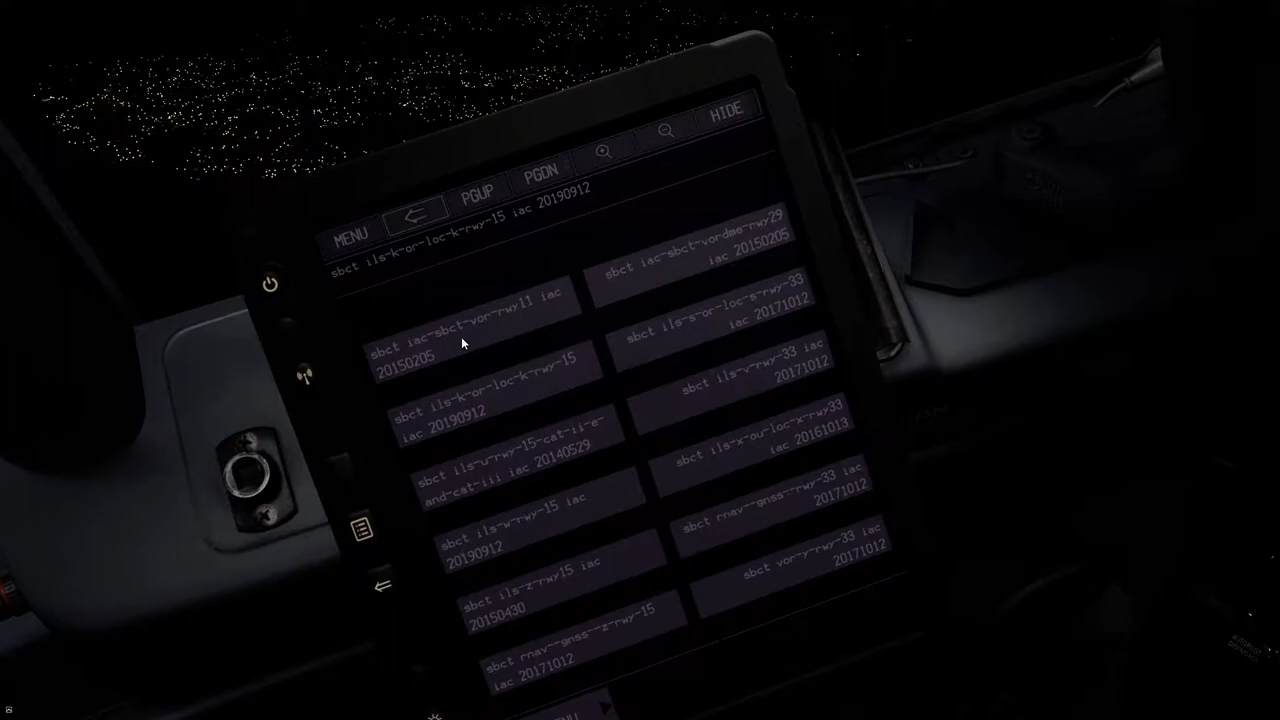 MENU
PGUP
PGDN
HIDE
sbct ils-k-or-loc-k-rwy-15 iac 20190912
sbct iac-sbct-vor-rwy11 iac
20150205
sbct iac-sbct-vordme-rwy29
iac 20150205
sbct ils-k-or-loc-k-rwy-15
iac 20190912
sbct ils-s-or-loc-s-rwy-33
iac 20171012
sbct ils-u-rwy-15-cat-ii-e-
and-cat-iii iac 20140529
sbct ils-v-rwy-33 iac
20171012
sbct ils-w-rwy-15 iac
20190912
sbct ils-x-ou-loc-x-rwy33
iac 20161013
sbct ils-z-rwy15 iac
20150430
sbct rnav--gnss--rwy-33 iac
20171012
sbct rnav--gnss--z-rwy-15
iac 20171012
sbct vor-y-rwy-33 iac
20171012